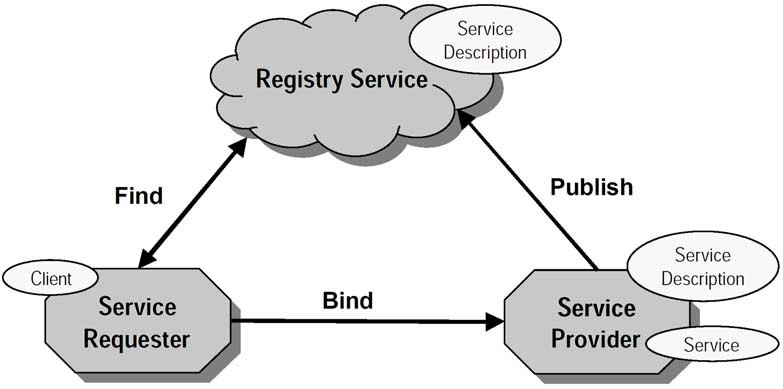 Service
Description
Registry Service
Find
Publish
Client
Service
Requester
Bind
Service
Provider
Service
Description
Service